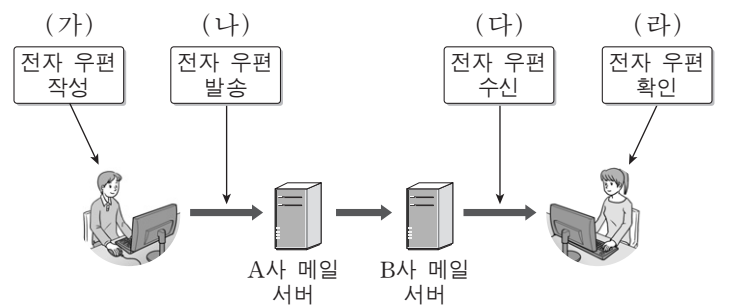 (가)
전자 우편
작성
(나)
전자 우편
발송
(다)
전자 우편
수신
(라)
전자 우편
확인
A사 메일
서버
B사 메일
서버